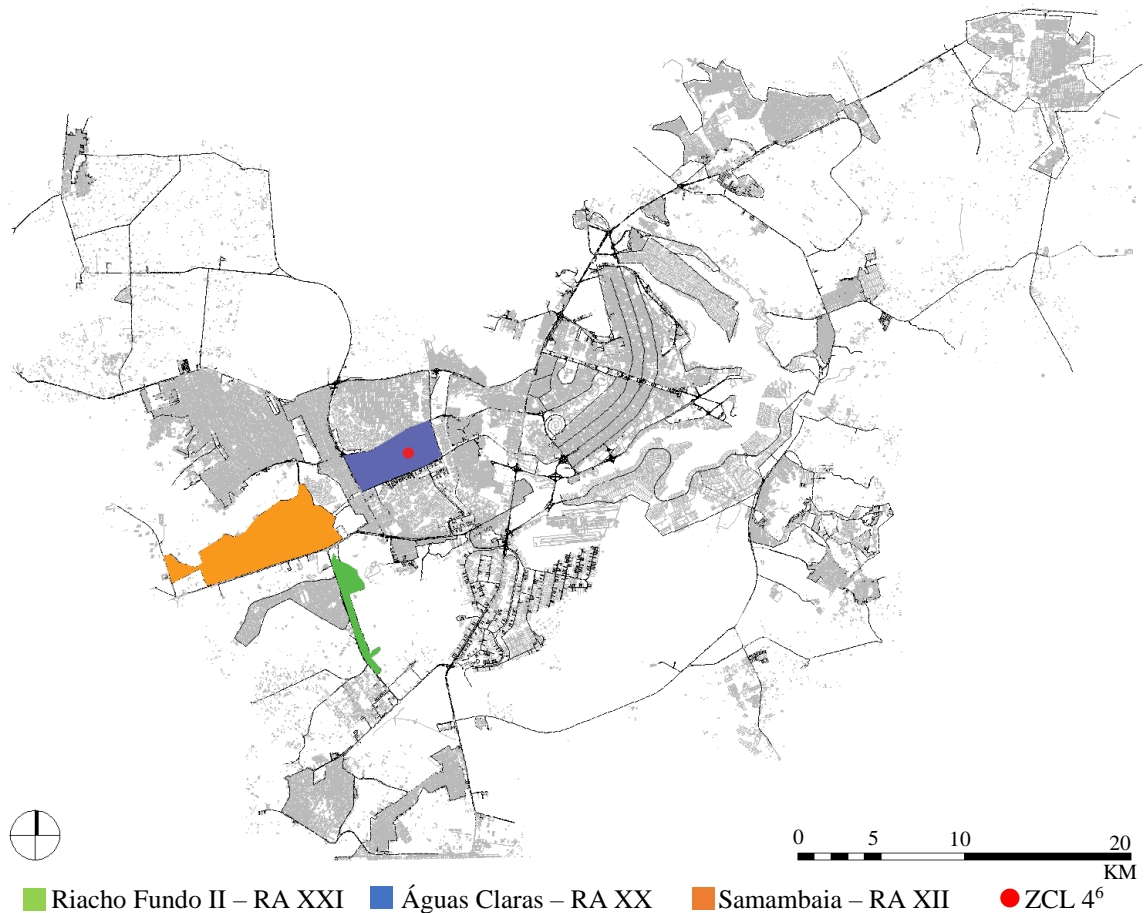 0 5 10 20
KM
Riacho Fundo II – RA XXI Águas Claras – RA XX Samambaia – RA XII ZCL 4⁶